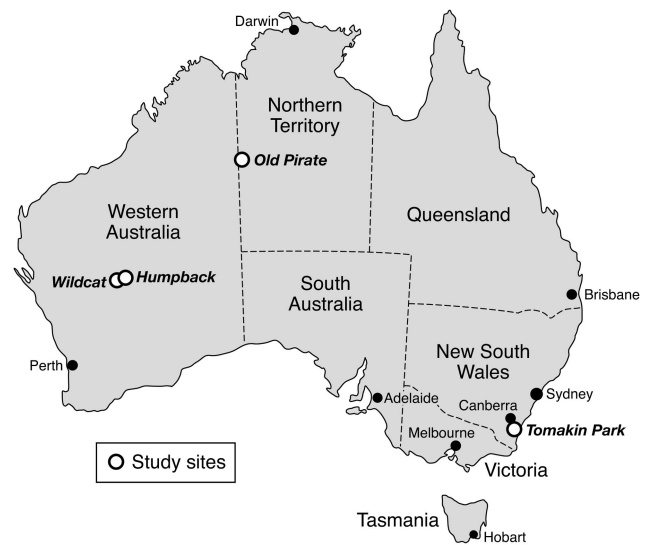 Darwin
Northern
Territory
Old Pirate
Western
Australia
Queensland
Wildcat
Humpback
South
Australia
Brisbane
New South
Wales
Perth
Adelaide
Sydney
Canberra
Melbourne
Tomakin Park
Study sites
Victoria
Tasmania
Hobart